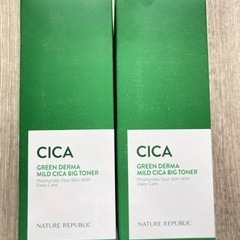 CICA
GREEN DERMA
MILD CICA BIG TONER
Moisturizes Your Skin With
Daily Care
NATURE REPUBLIC
CICA
GREEN DERMA
MILD CICA BIG TONER
Moisturizes Your Skin With
Daily Care
NATURE REPUBLIC